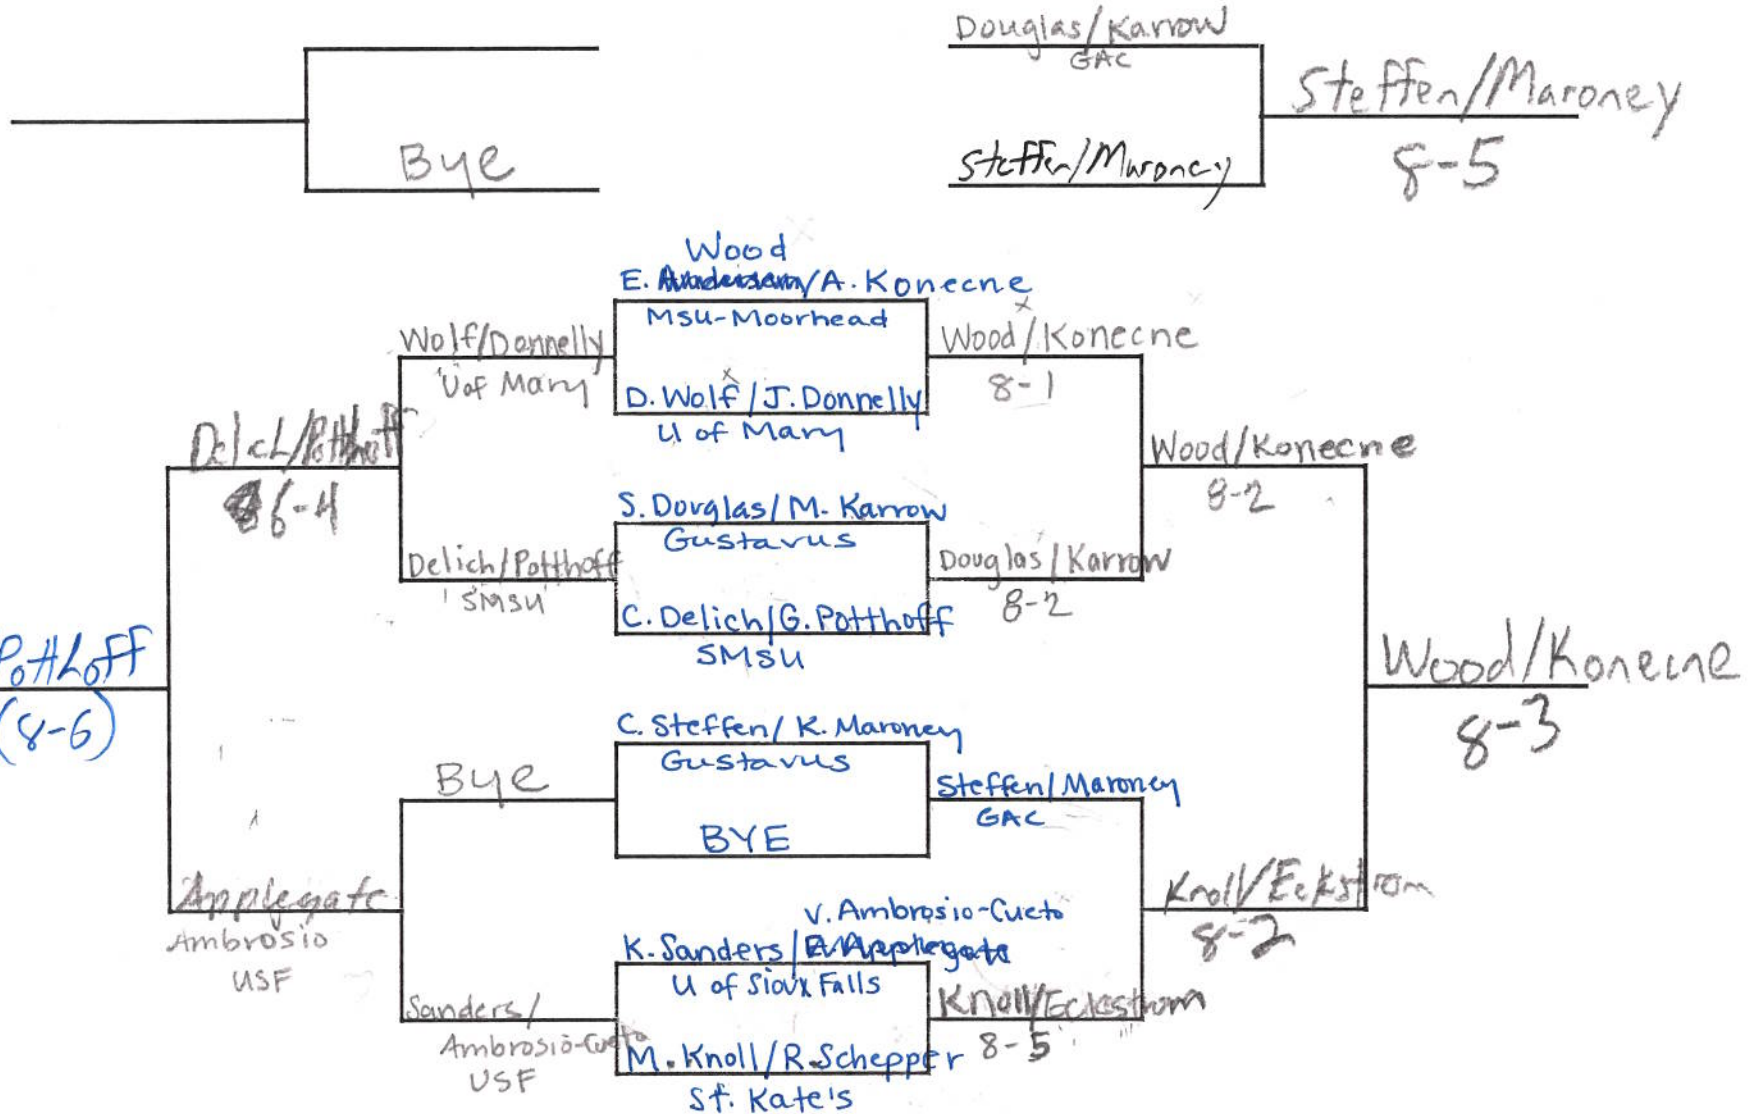 Douglas/Karrow
GAC
Steffen/Maroney
8-5
Bye
Steffen/Maroney
Wood
E. /A. Konecne
MSU-Moorhead
Wolf/Donnelly
U of Mary
Wood/Konecne
8-1
D. Wolf/J. Donnelly
U of Mary
Delich/Potthoff
6-4
Wood/Konecne
8-2
S. Douglas/M. Karrow
Gustavus
Delich/Potthoff
SMSU
Douglas/Karrow
8-2
C. Delich/G. Potthoff
SMSU
Potthoff
(8-6)
Wood/Konecne
8-3
C. Steffen/K. Maroney
Gustavus
Bye
Steffen/Maroney
GAC
BYE
Applegate
Ambrosio
USF
Knoll/Eckstrom
8-2
V. Ambrosio-Cueto
K. Sanders/E. Applegate
U of Sioux Falls
Sanders/
Ambrosio-Cueto
USF
Knoll/Eckstrom
8-5
M. Knoll/R. Schepper
St. Kate's